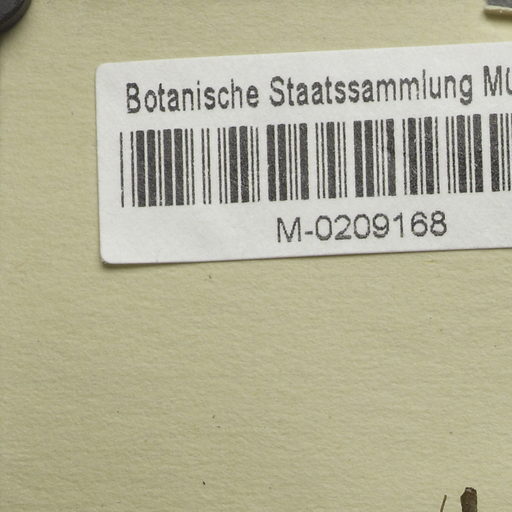 Botanische Staatssammlung Mü
M-0209168